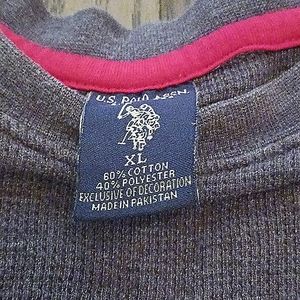 U.S. POLO ASSN.
XL
60% COTTON
40% POLYESTER
EXCLUSIVE OF DECORATION
MADE IN PAKISTAN